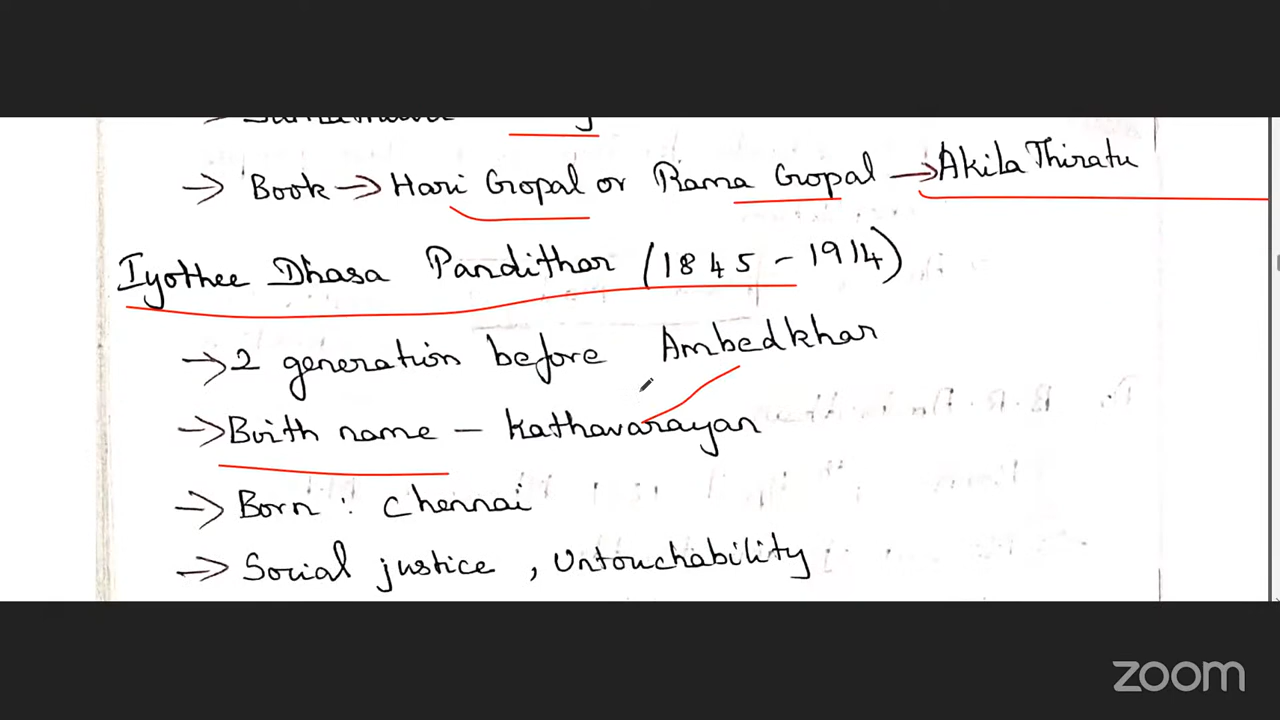 → Book → Hari Gopal or Rama Gopal → Akila Thiratu
Iyothee Dhasa Pandithar (1845 - 1914)
→ 2 generation before Ambedkhar
→ Birth name - Kathavarayan
→ Born : Chennai
→ Social justice , Untouchability
zoom